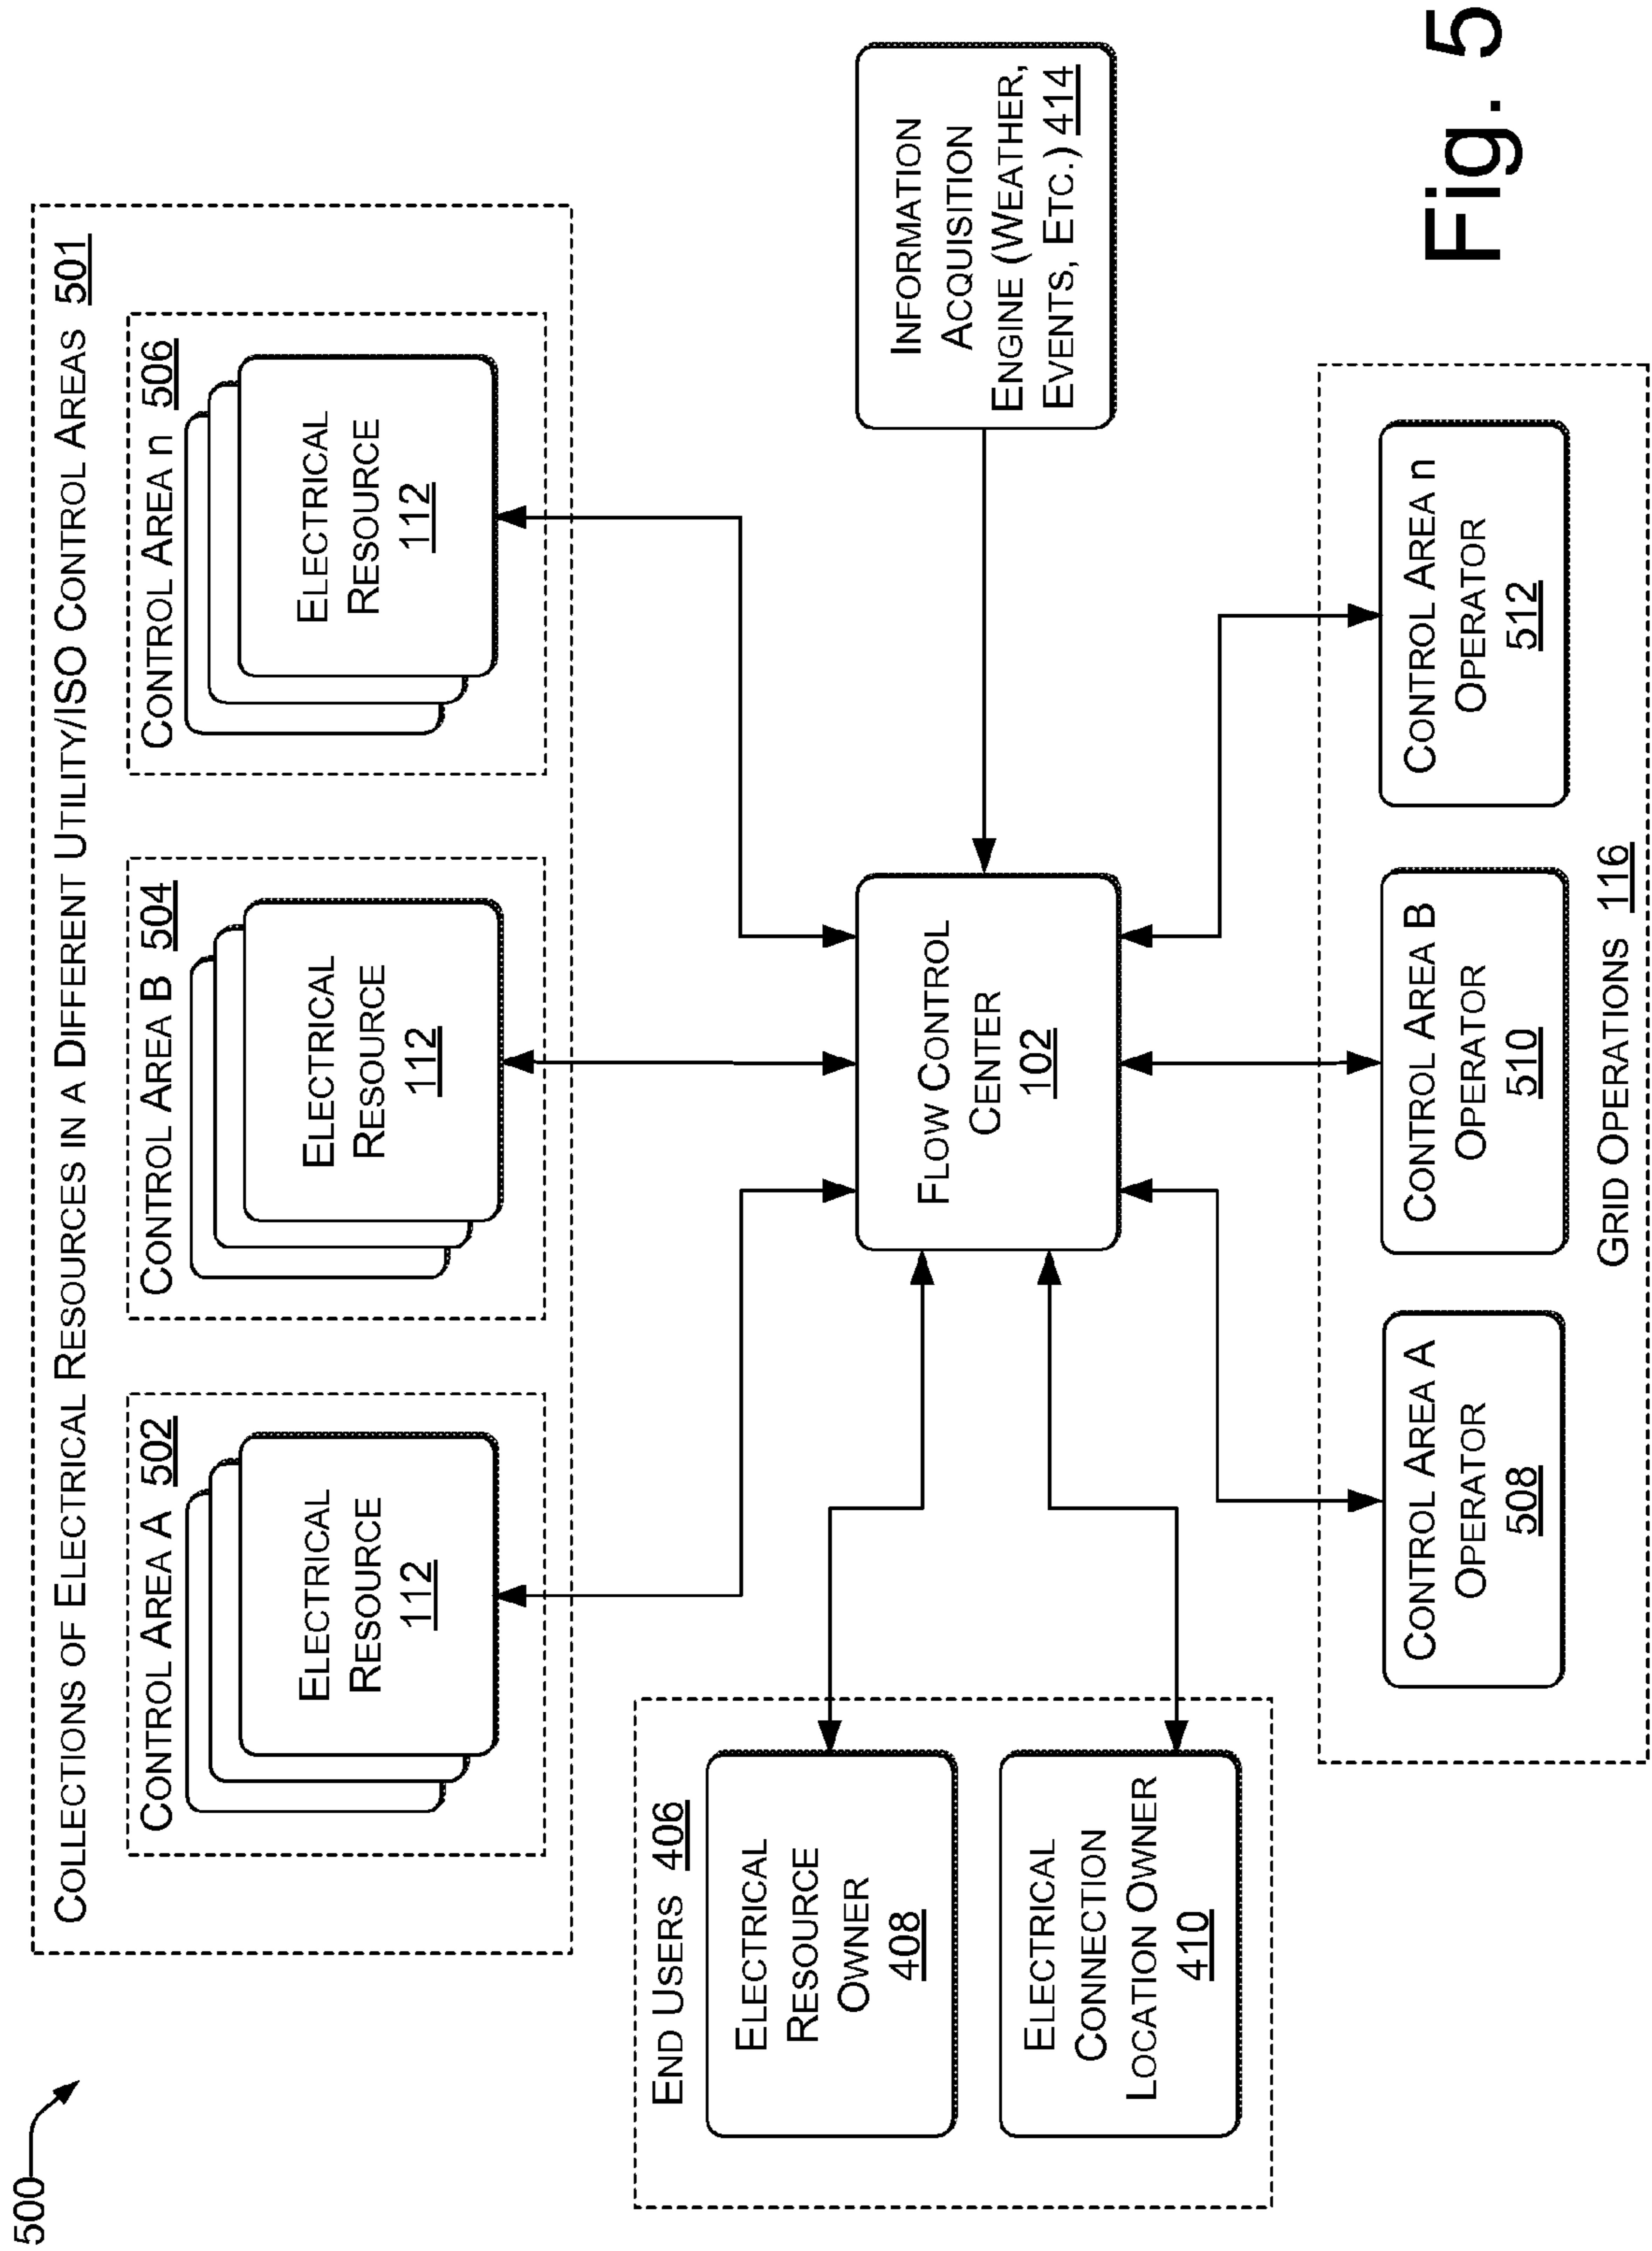 500
COLLECTIONS OF ELECTRICAL RESOURCES IN A DIFFERENT UTILITY/ISO CONTROL AREAS 501
CONTROL AREA A 502
ELECTRICAL
RESOURCE
112
CONTROL AREA B 504
ELECTRICAL
RESOURCE
112
CONTROL AREA n 506
ELECTRICAL
RESOURCE
112
END USERS 406
ELECTRICAL
RESOURCE
OWNER
408
ELECTRICAL
CONNECTION
LOCATION OWNER
410
FLOW CONTROL
CENTER
102
INFORMATION
ACQUISITION
ENGINE (WEATHER,
EVENTS, ETC.) 414
CONTROL AREA A
OPERATOR
508
CONTROL AREA B
OPERATOR
510
CONTROL AREA n
OPERATOR
512
GRID OPERATIONS 116
Fig. 5